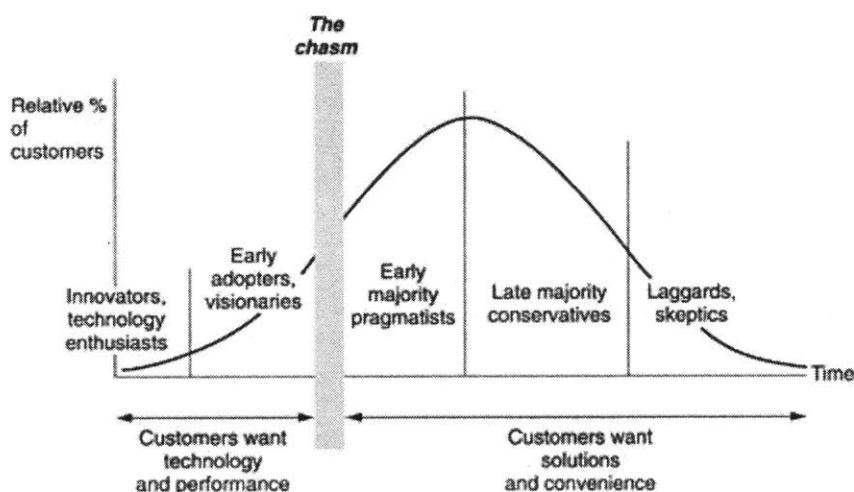 The
chasm
Relative %
of
customers
Innovators,
technology
enthusiasts
Early
adopters,
visionaries
Early
majority
pragmatists
Late majority
conservatives
Laggards,
skeptics
Time
Customers want
technology
and performance
Customers want
solutions
and convenience